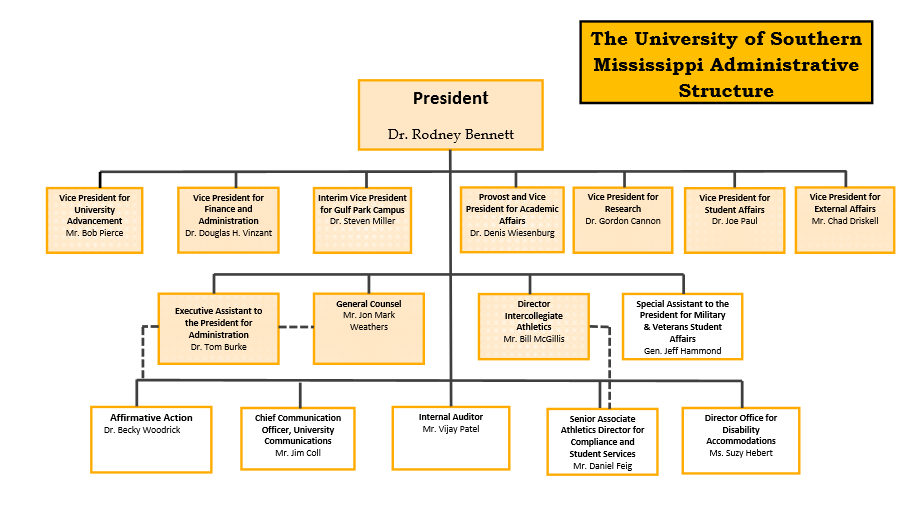 The University of Southern
Mississippi Administrative
Structure
President
Dr. Rodney Bennett
Vice President for
University
Advancement
Mr. Bob Pierce
Vice President for
Finance and
Administration
Dr. Douglas H. Vinzant
Interim Vice President
for Gulf Park Campus
Dr. Steven Miller
Provost and Vice
President for Academic
Affairs
Dr. Denis Wiesenburg
Vice President for
Research
Dr. Gordon Cannon
Vice President for
Student Affairs
Dr. Joe Paul
Vice President for
External Affairs
Mr. Chad Driskell
Executive Assistant to
the President for
Administration
Dr. Tom Burke
General Counsel
Mr. Jon Mark
Weathers
Director
Intercollegiate
Athletics
Mr. Bill McGillis
Special Assistant to the
President for Military
& Veterans Student
Affairs
Gen. Jeff Hammond
Affirmative Action
Dr. Becky Woodrick
Chief Communication
Officer, University
Communications
Mr. Jim Coll
Internal Auditor
Mr. Vijay Patel
Senior Associate
Athletics Director for
Compliance and
Student Services
Mr. Daniel Feig
Director Office for
Disability
Accommodations
Ms. Suzy Hebert